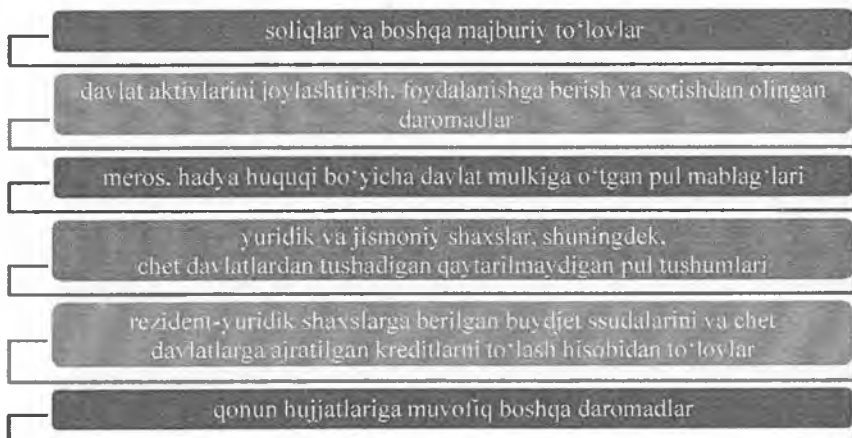 soliqlar va boshqa majburiy to‘lovlar
davlat aktivlarini joylashtirish, foydalanishga berish va sotishdan olingan
daromadlar
meros, hadya huquqi bo‘yicha davlat mulkiga o‘tgan pul mablag‘lari
yuridik va jismoniy shaxslar, shuningdek,
chet davlatlardan tushadigan qaytarilmaydigan pul tushumlari
rezident-yuridik shaxslarga berilgan buydjet ssudalarini va chet
davlatlarga ajratilgan kreditlarni to‘lash hisobidan to‘lovlar
qonun hujjatlariga muvofiq boshqa daromadlar